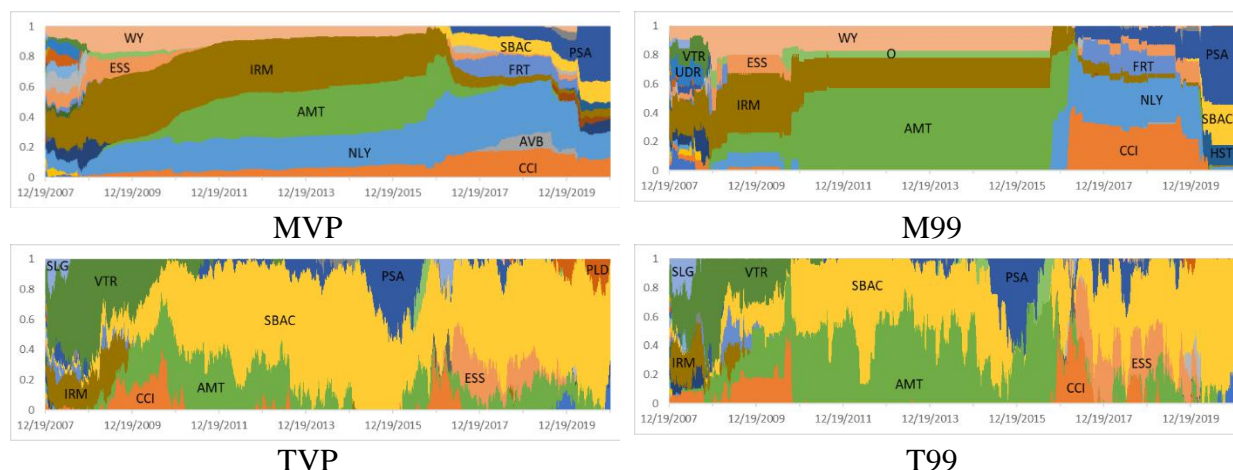 1
0.8
0.6
0.4
0.2
0
WY
ESS
IRM
AMT
NLY
SBAC
PSA
FRT
AVB
CCI
12/19/2007 12/19/2009 12/19/2011 12/19/2013 12/19/2015 12/19/2017 12/19/2019
MVP
1
0.8
0.6
0.4
0.2
0
WY
VTR
UDR
ESS
O
IRM
AMT
FRT
NLY
CCI
PSA
SBAC
HST
12/19/2007 12/19/2009 12/19/2011 12/19/2013 12/19/2015 12/19/2017 12/19/2019
M99
1
0.8
0.6
0.4
0.2
0
SLG
VTR
IRM
CCI
AMT
SBAC
PSA
ESS
PLD
12/19/2007 12/19/2009 12/19/2011 12/19/2013 12/19/2015 12/19/2017 12/19/2019
TVP
1
0.8
0.6
0.4
0.2
0
SLG
VTR
IRM
SBAC
AMT
PSA
CCI
ESS
12/19/2007 12/19/2009 12/19/2011 12/19/2013 12/19/2015 12/19/2017 12/19/2019
T99